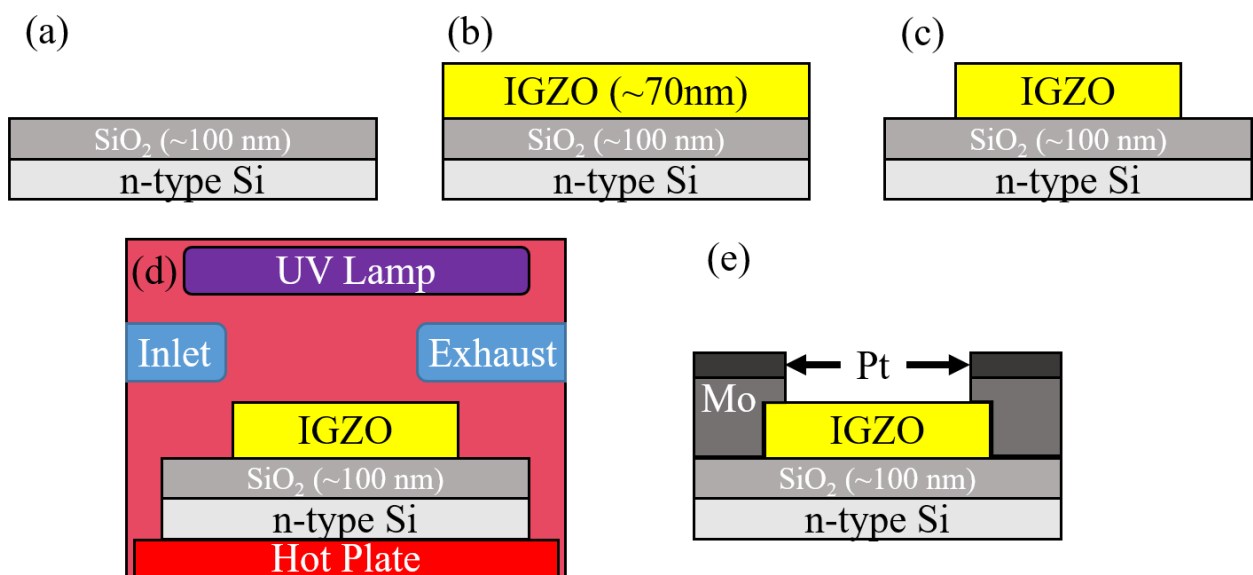 (a)
SiO₂ (~100 nm)
n-type Si
(b)
IGZO (~70nm)
SiO₂ (~100 nm)
n-type Si
(c)
IGZO
SiO₂ (~100 nm)
n-type Si
(d)
UV Lamp
Inlet
Exhaust
IGZO
SiO₂ (~100 nm)
n-type Si
Hot Plate
(e)
Pt
Mo
IGZO
SiO₂ (~100 nm)
n-type Si